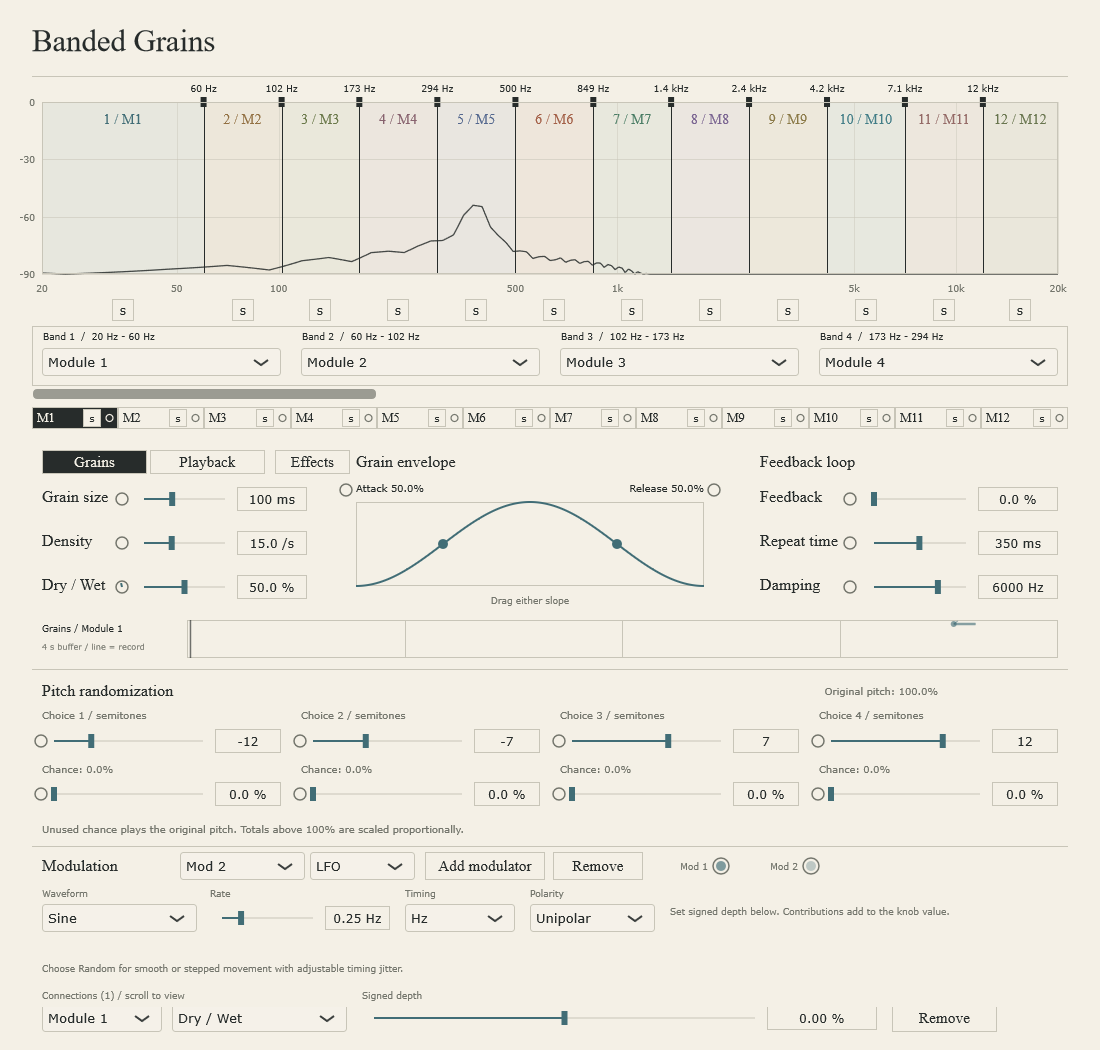 Banded Grains
60 Hz 102 Hz 173 Hz 294 Hz 500 Hz 849 Hz 1.4 kHz 2.4 kHz 4.2 kHz 7.1 kHz 12 kHz
0
1 / M1 2 / M2 3 / M3 4 / M4 5 / M5 6 / M6 7 / M7 8 / M8 9 / M9 10 / M10 11 / M11 12 / M12
-30
-60
-90
20 50 100 500 1k 5k 10k 20k
S S S S S S S S S S S S
Band 1 / 20 Hz - 60 Hz Band 2 / 60 Hz - 102 Hz Band 3 / 102 Hz - 173 Hz Band 4 / 173 Hz - 294 Hz
Module 1 Module 2 Module 3 Module 4
M1 S M2 S M3 S M4 S M5 S M6 S M7 S M8 S M9 S M10 S M11 S M12 S
Grains Playback Effects Grain envelope Feedback loop
Attack 50.0% Release 50.0%
Grain size 100 ms Feedback 0.0 %
Density 15.0 /s Repeat time 350 ms
Dry / Wet 50.0 % Damping 6000 Hz
Drag either slope
Grains / Module 1
4 s buffer / line = record
Pitch randomization Original pitch: 100.0%
Choice 1 / semitones Choice 2 / semitones Choice 3 / semitones Choice 4 / semitones
-12 -7 7 12
Chance: 0.0% Chance: 0.0% Chance: 0.0% Chance: 0.0%
0.0 % 0.0 % 0.0 % 0.0 %
Unused chance plays the original pitch. Totals above 100% are scaled proportionally.
Modulation Mod 2 LFO Add modulator Remove Mod 1 Mod 2
Waveform Rate Timing Polarity
Sine 0.25 Hz Hz Unipolar Set signed depth below. Contributions add to the knob value.
Choose Random for smooth or stepped movement with adjustable timing jitter.
Connections (1) / scroll to view Signed depth
Module 1 Dry / Wet 0.00 % Remove